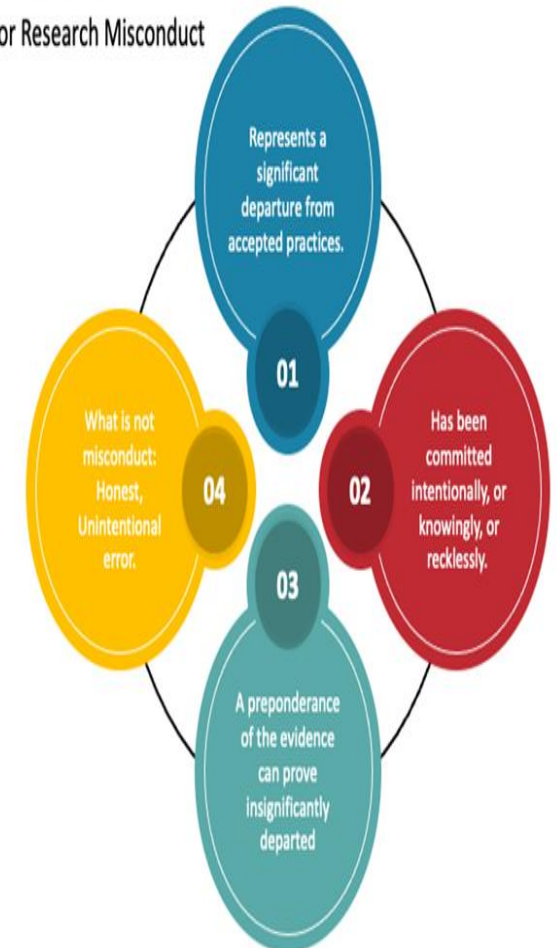 or Research Misconduct
Represents a
significant
departure from
accepted practices.
01
Has been
committed
intentionally, or
knowingly, or
recklessly.
02
03
A preponderance
of the evidence
can prove
insignificantly
departed
04
What is not
misconduct:
Honest,
Unintentional
error.